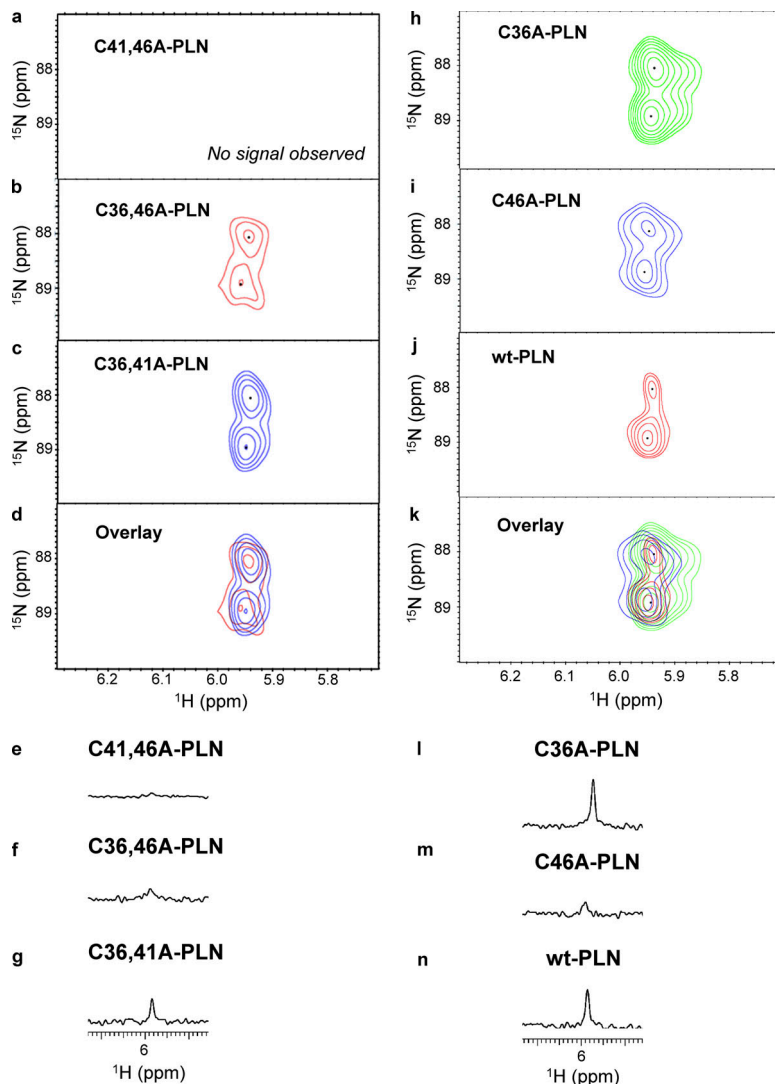 a
C41,46A-PLN
88
89
¹⁵N (ppm)
No signal observed
b
C36,46A-PLN
88
89
¹⁵N (ppm)
c
C36,41A-PLN
88
89
¹⁵N (ppm)
d
Overlay
88
89
¹⁵N (ppm)
6.2 6.1 6.0 5.9 5.8
¹H (ppm)
h
C36A-PLN
88
89
¹⁵N (ppm)
i
C46A-PLN
88
89
¹⁵N (ppm)
j
wt-PLN
88
89
¹⁵N (ppm)
k
Overlay
88
89
¹⁵N (ppm)
6.2 6.1 6.0 5.9 5.8
¹H (ppm)
e
C41,46A-PLN
f
C36,46A-PLN
g
C36,41A-PLN
6
¹H (ppm)
l
C36A-PLN
m
C46A-PLN
n
wt-PLN
6
¹H (ppm)